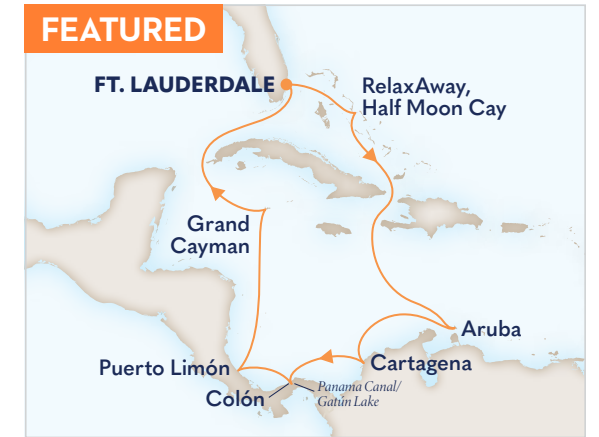 FEATURED
FT. LAUDERDALE
RelaxAway,
Half Moon Cay
Grand
Cayman
Aruba
Puerto Limón
Cartagena
Colón
Panama Canal/
Gatún Lake